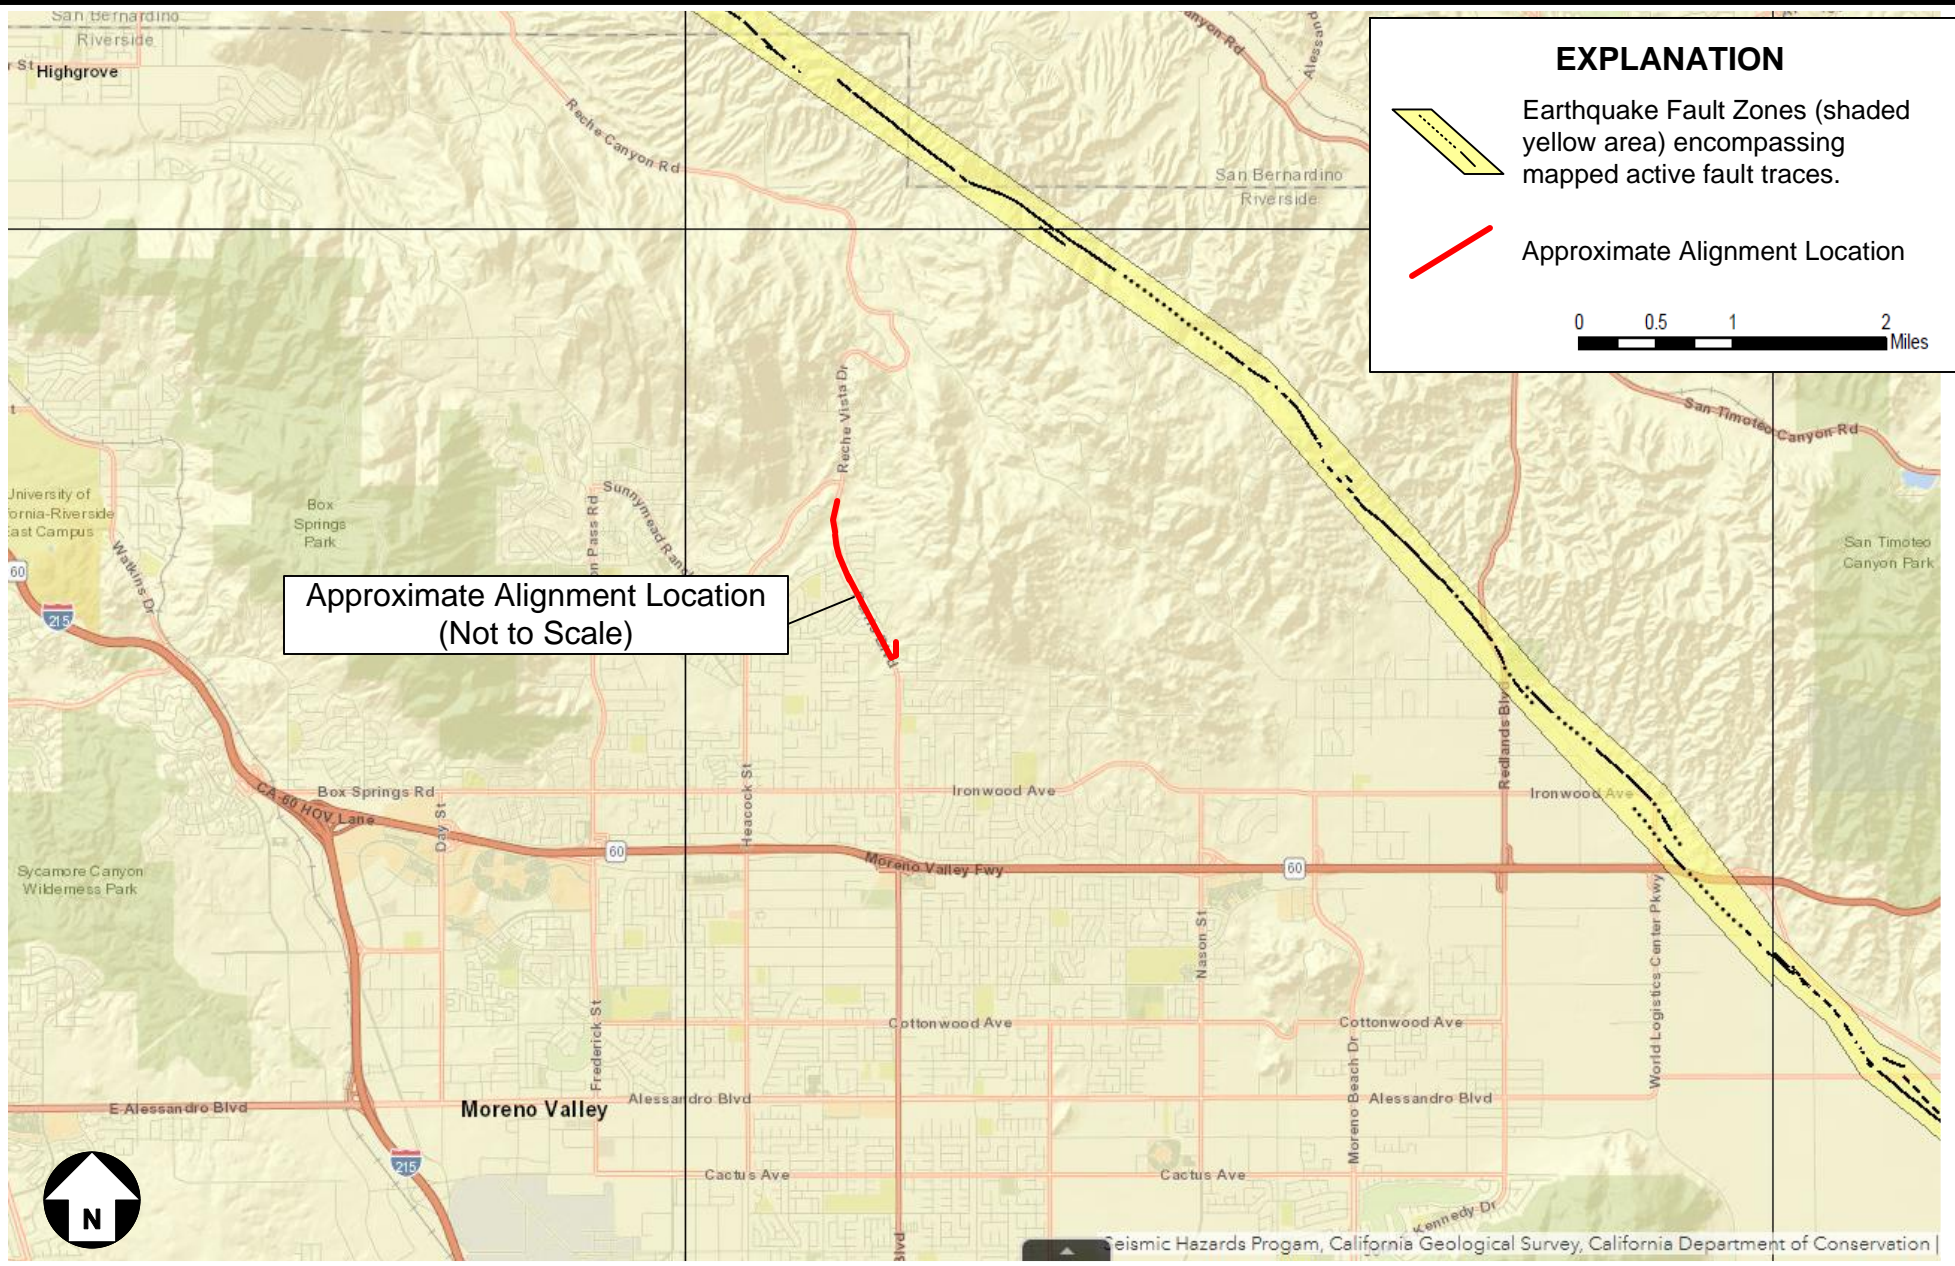 San Bernardino
Riverside
Highgrove
Reche Canyon Rd
San Bernardino
Riverside
EXPLANATION
Earthquake Fault Zones (shaded
yellow area) encompassing
mapped active fault traces.
Approximate Alignment Location
0 0.5 1 2
Miles
Reche Vista Dr
San Timoteo Canyon Rd
Sunnymead Ran
on Pass Rd
University of
fornia-Riverside
East Campus
Box
Springs
Park
Watkins Dr
60
215
San Timoteo
Canyon Park
Approximate Alignment Location
(Not to Scale)
Redlands Blvd
CA-60 HOV Lane
Box Springs Rd
Day St
Heacock St
Ironwood Ave
Ironwood Ave
60
Moreno Valley Fwy
60
Sycamore Canyon
Wilderness Park
Nason St
World Logistics Center Pkwy
Frederick St
Cottonwood Ave
Cottonwood Ave
Moreno Beach Dr
E Alessandro Blvd
Moreno Valley
Alessandro Blvd
Alessandro Blvd
215
Cactus Ave
Cactus Ave
Kennedy Dr
N
Blvd
Seismic Hazards Progam, California Geological Survey, California Department of Conservation |